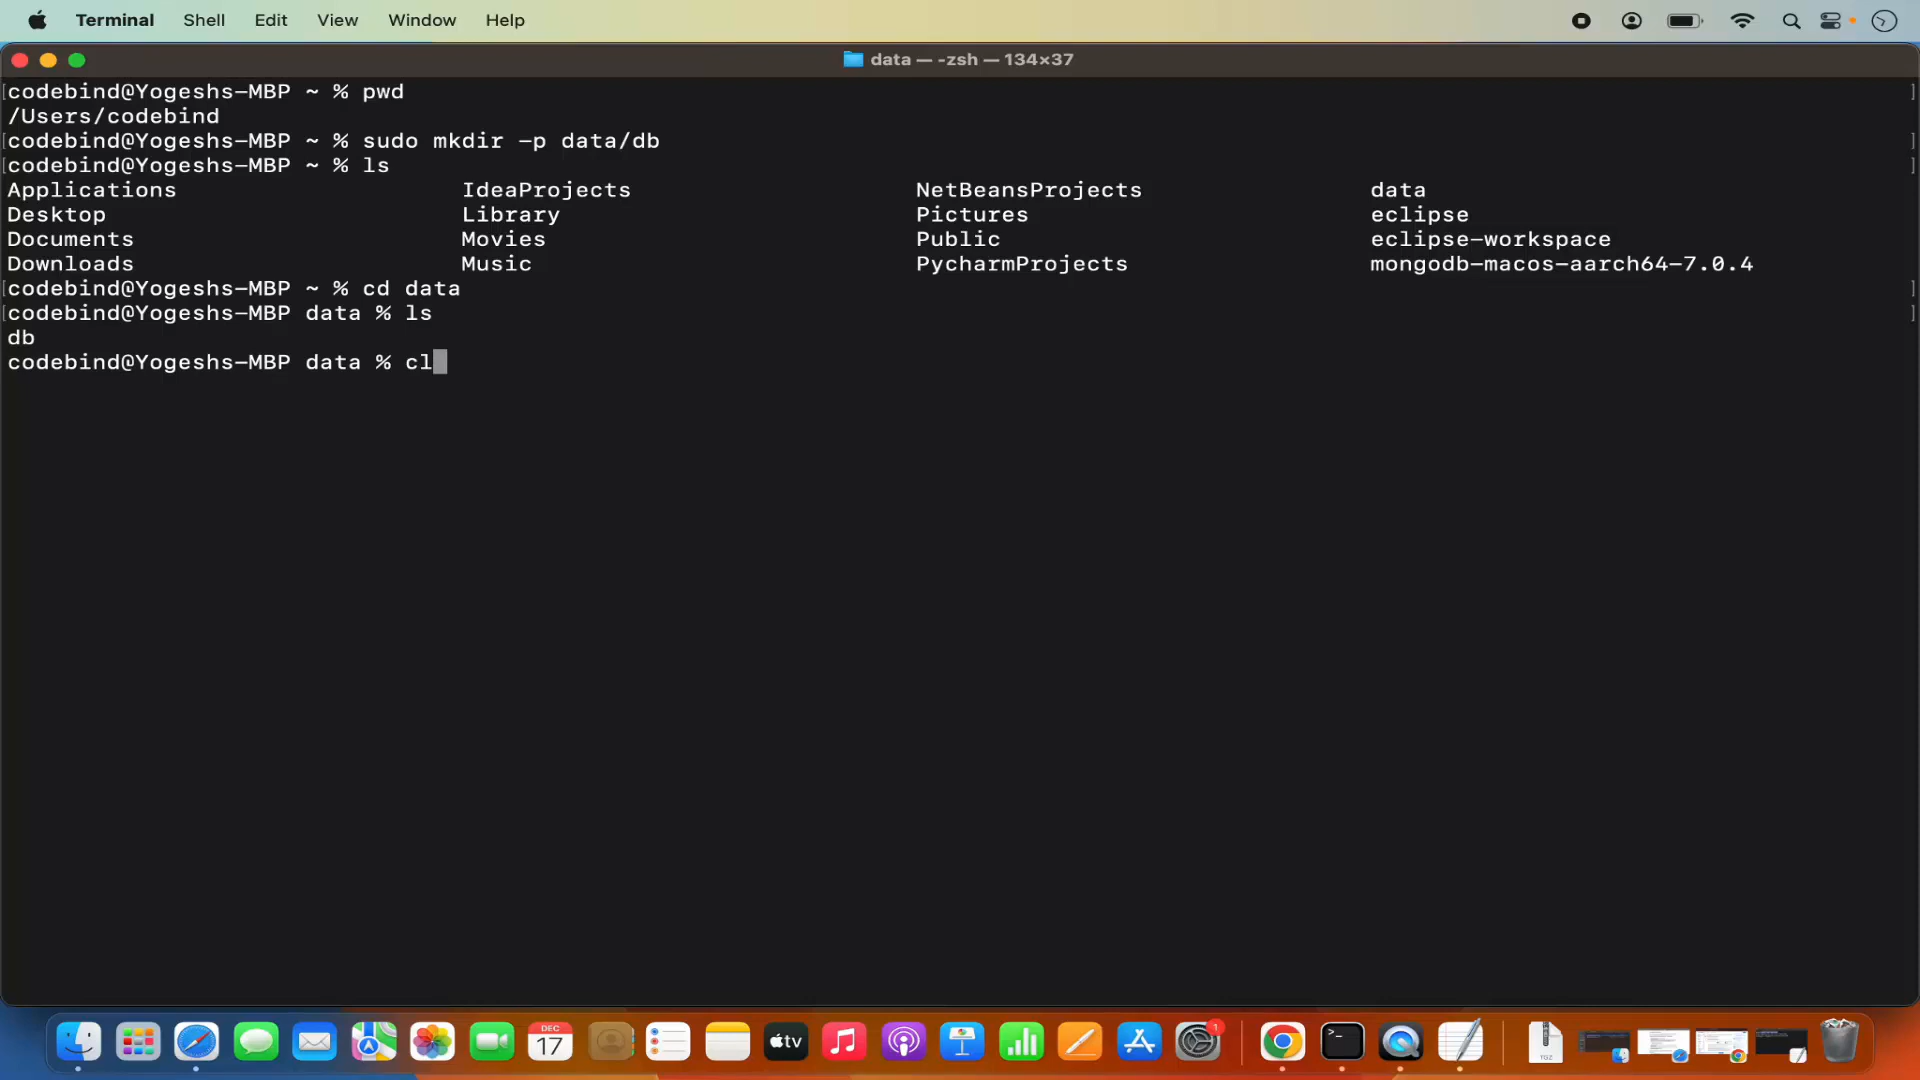 Terminal Shell Edit View Window Help
data — -zsh — 134×37
codebind@Yogeshs-MBP ~ % pwd
/Users/codebind
codebind@Yogeshs-MBP ~ % sudo mkdir -p data/db
codebind@Yogeshs-MBP ~ % ls
Applications IdeaProjects NetBeansProjects data
Desktop Library Pictures eclipse
Documents Movies Public eclipse-workspace
Downloads Music PycharmProjects mongodb-macos-aarch64-7.0.4
codebind@Yogeshs-MBP ~ % cd data
codebind@Yogeshs-MBP data % ls
db
codebind@Yogeshs-MBP data % cl
DEC
17
tv
1
>_
TGZ